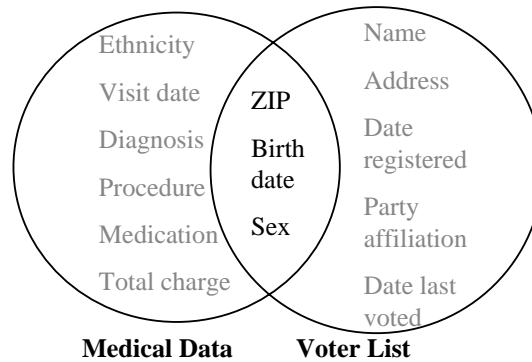 Ethnicity
Visit date
Diagnosis
Procedure
Medication
Total charge
ZIP
Birth
date
Sex
Name
Address
Date
registered
Party
affiliation
Date last
voted
Medical Data
Voter List